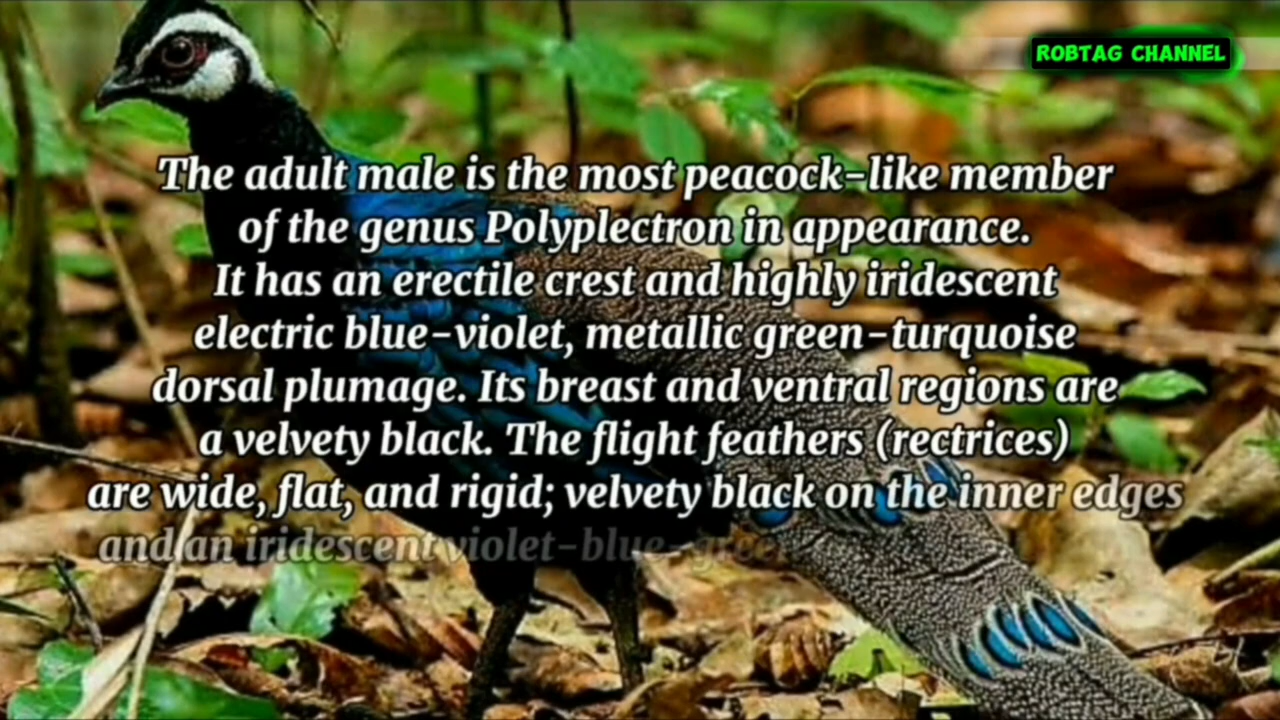 ROBTAG CHANNEL
The adult male is the most peacock-like member
of the genus Polyplectron in appearance.
It has an erectile crest and highly iridescent
electric blue-violet, metallic green-turquoise
dorsal plumage. Its breast and ventral regions are
a velvety black. The flight feathers (rectrices)
are wide, flat, and rigid; velvety black on the inner edges
and an iridescent violet-blue-green